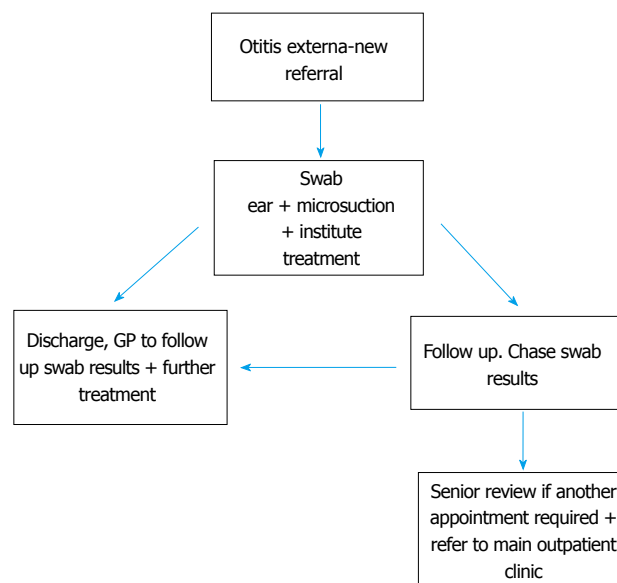 Otitis externa-new
referral
Swab
ear + microsuction
+ institute
treatment
Discharge, GP to follow
up swab results + further
treatment
Follow up. Chase swab
results
Senior review if another
appointment required +
refer to main outpatient
clinic